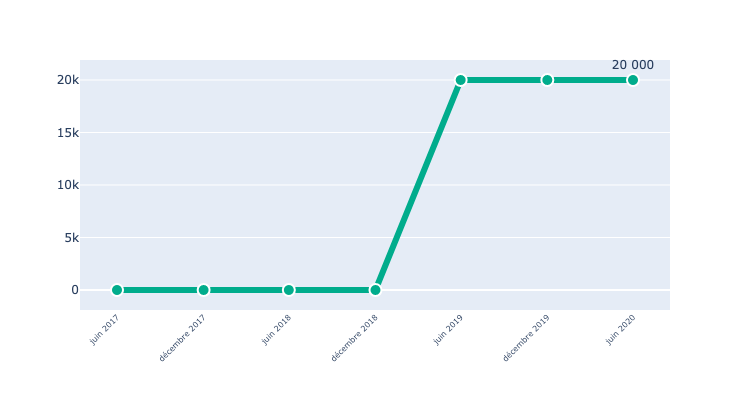 20 000
20k
15k
10k
5k
0
juin 2017
décembre 2017
juin 2018
décembre 2018
juin 2019
décembre 2019
juin 2020